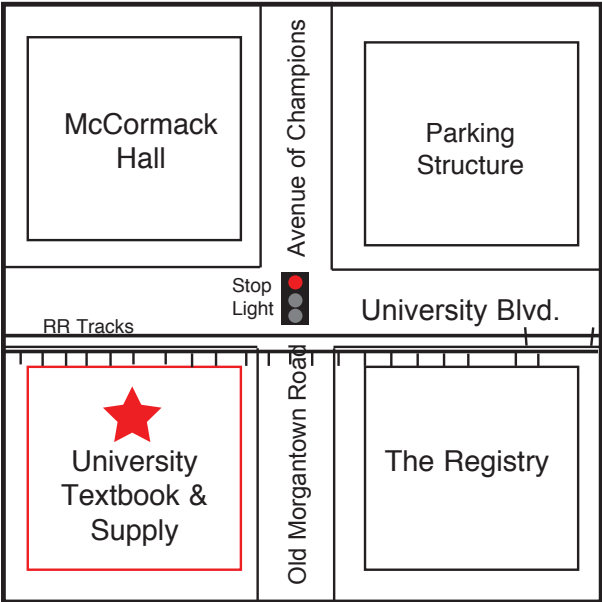 McCormack
Hall
Avenue of Champions
Parking
Structure
Stop
Light
University Blvd.
RR Tracks
University
Textbook &
Supply
Old Morgantown Road
The Registry